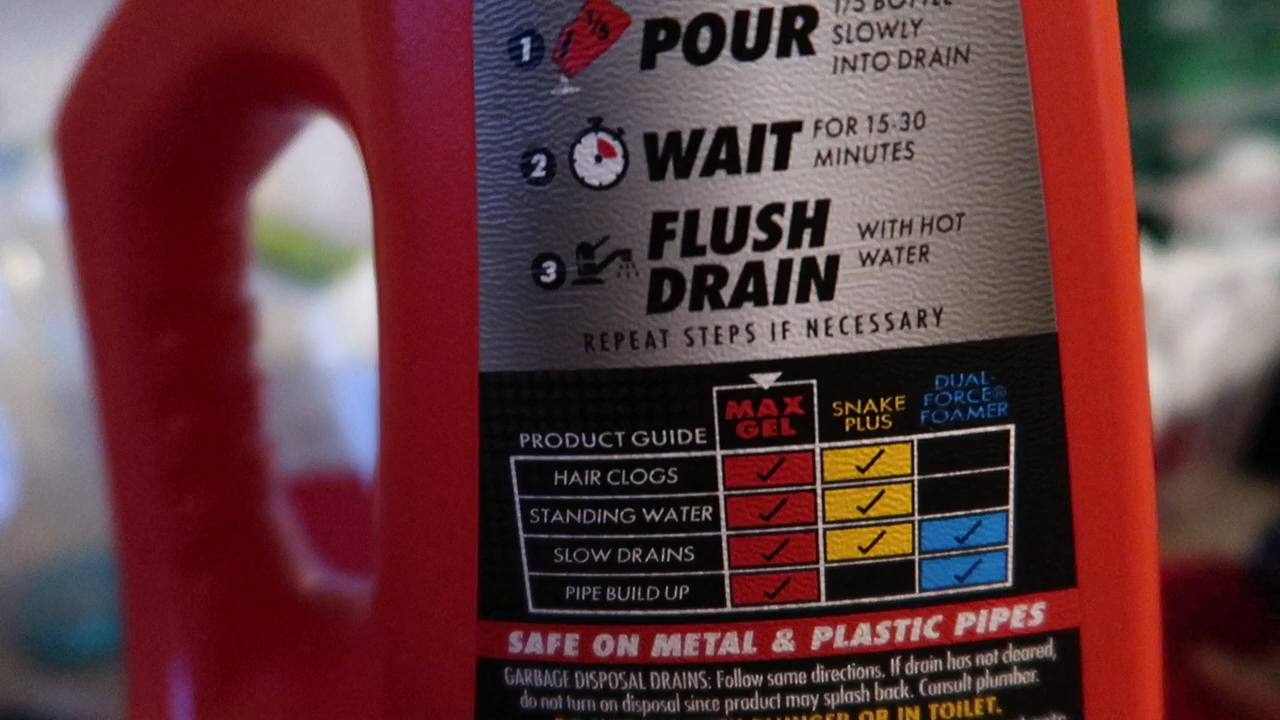 1 POUR 1/3 BOTTLE
SLOWLY
INTO DRAIN
2 WAIT FOR 15-30
MINUTES
3 FLUSH
DRAIN WITH HOT
WATER
REPEAT STEPS IF NECESSARY
PRODUCT GUIDE MAX
GEL SNAKE
PLUS DUAL-
FORCE®
FOAMER
HAIR CLOGS
STANDING WATER
SLOW DRAINS
PIPE BUILD UP
SAFE ON METAL & PLASTIC PIPES
GARBAGE DISPOSAL DRAINS: Follow same directions. If drain has not cleared,
do not turn on disposal since product may splash back. Consult plumber.
PLUNGER OR IN TOILET.